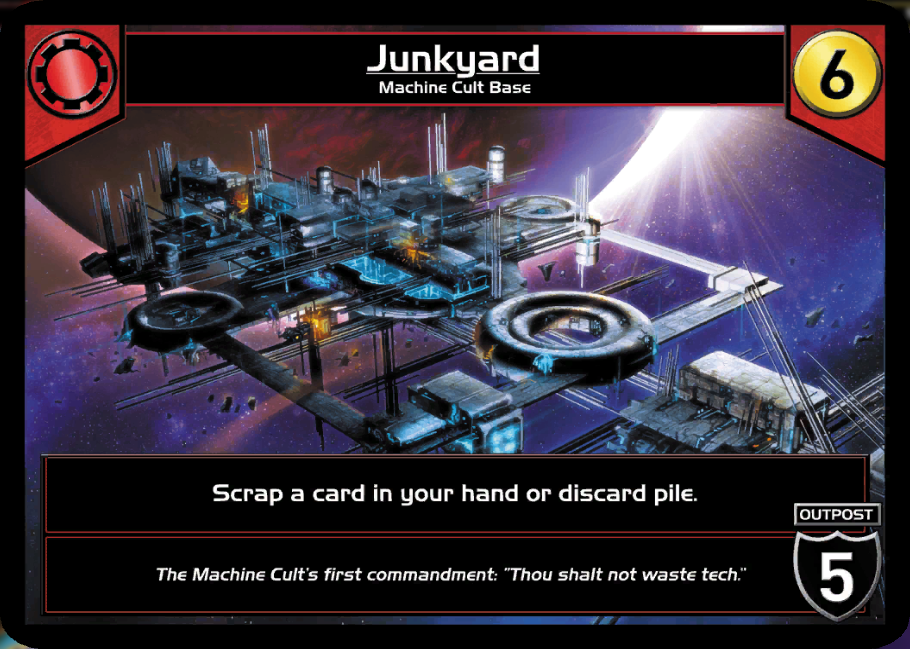 Junkyard
Machine Cult Base
6
Scrap a card in your hand or discard pile.
OUTPOST
5
The Machine Cult's first commandment: "Thou shalt not waste tech."